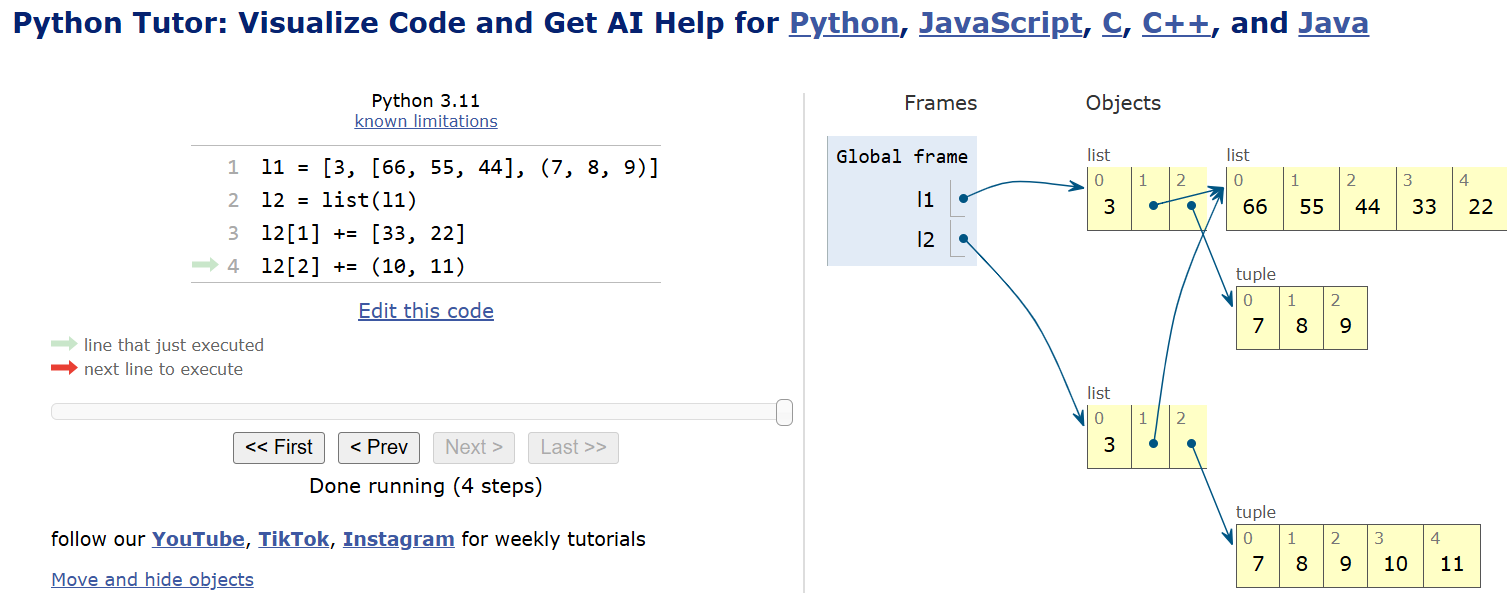 Python Tutor: Visualize Code and Get AI Help for Python, JavaScript, C, C++, and Java
Python 3.11
known limitations
1 l1 = [3, [66, 55, 44], (7, 8, 9)]
2 l2 = list(l1)
3 l2[1] += [33, 22]
4 l2[2] += (10, 11)
Edit this code
line that just executed
next line to execute
<< First < Prev Next > Last >>
Done running (4 steps)
follow our YouTube, TikTok, Instagram for weekly tutorials
Move and hide objects
Frames Objects
Global frame
l1
l2
list
0 1 2
3
list
0 1 2 3 4
66 55 44 33 22
tuple
0 1 2
7 8 9
list
0 1 2
3
tuple
0 1 2 3 4
7 8 9 10 11